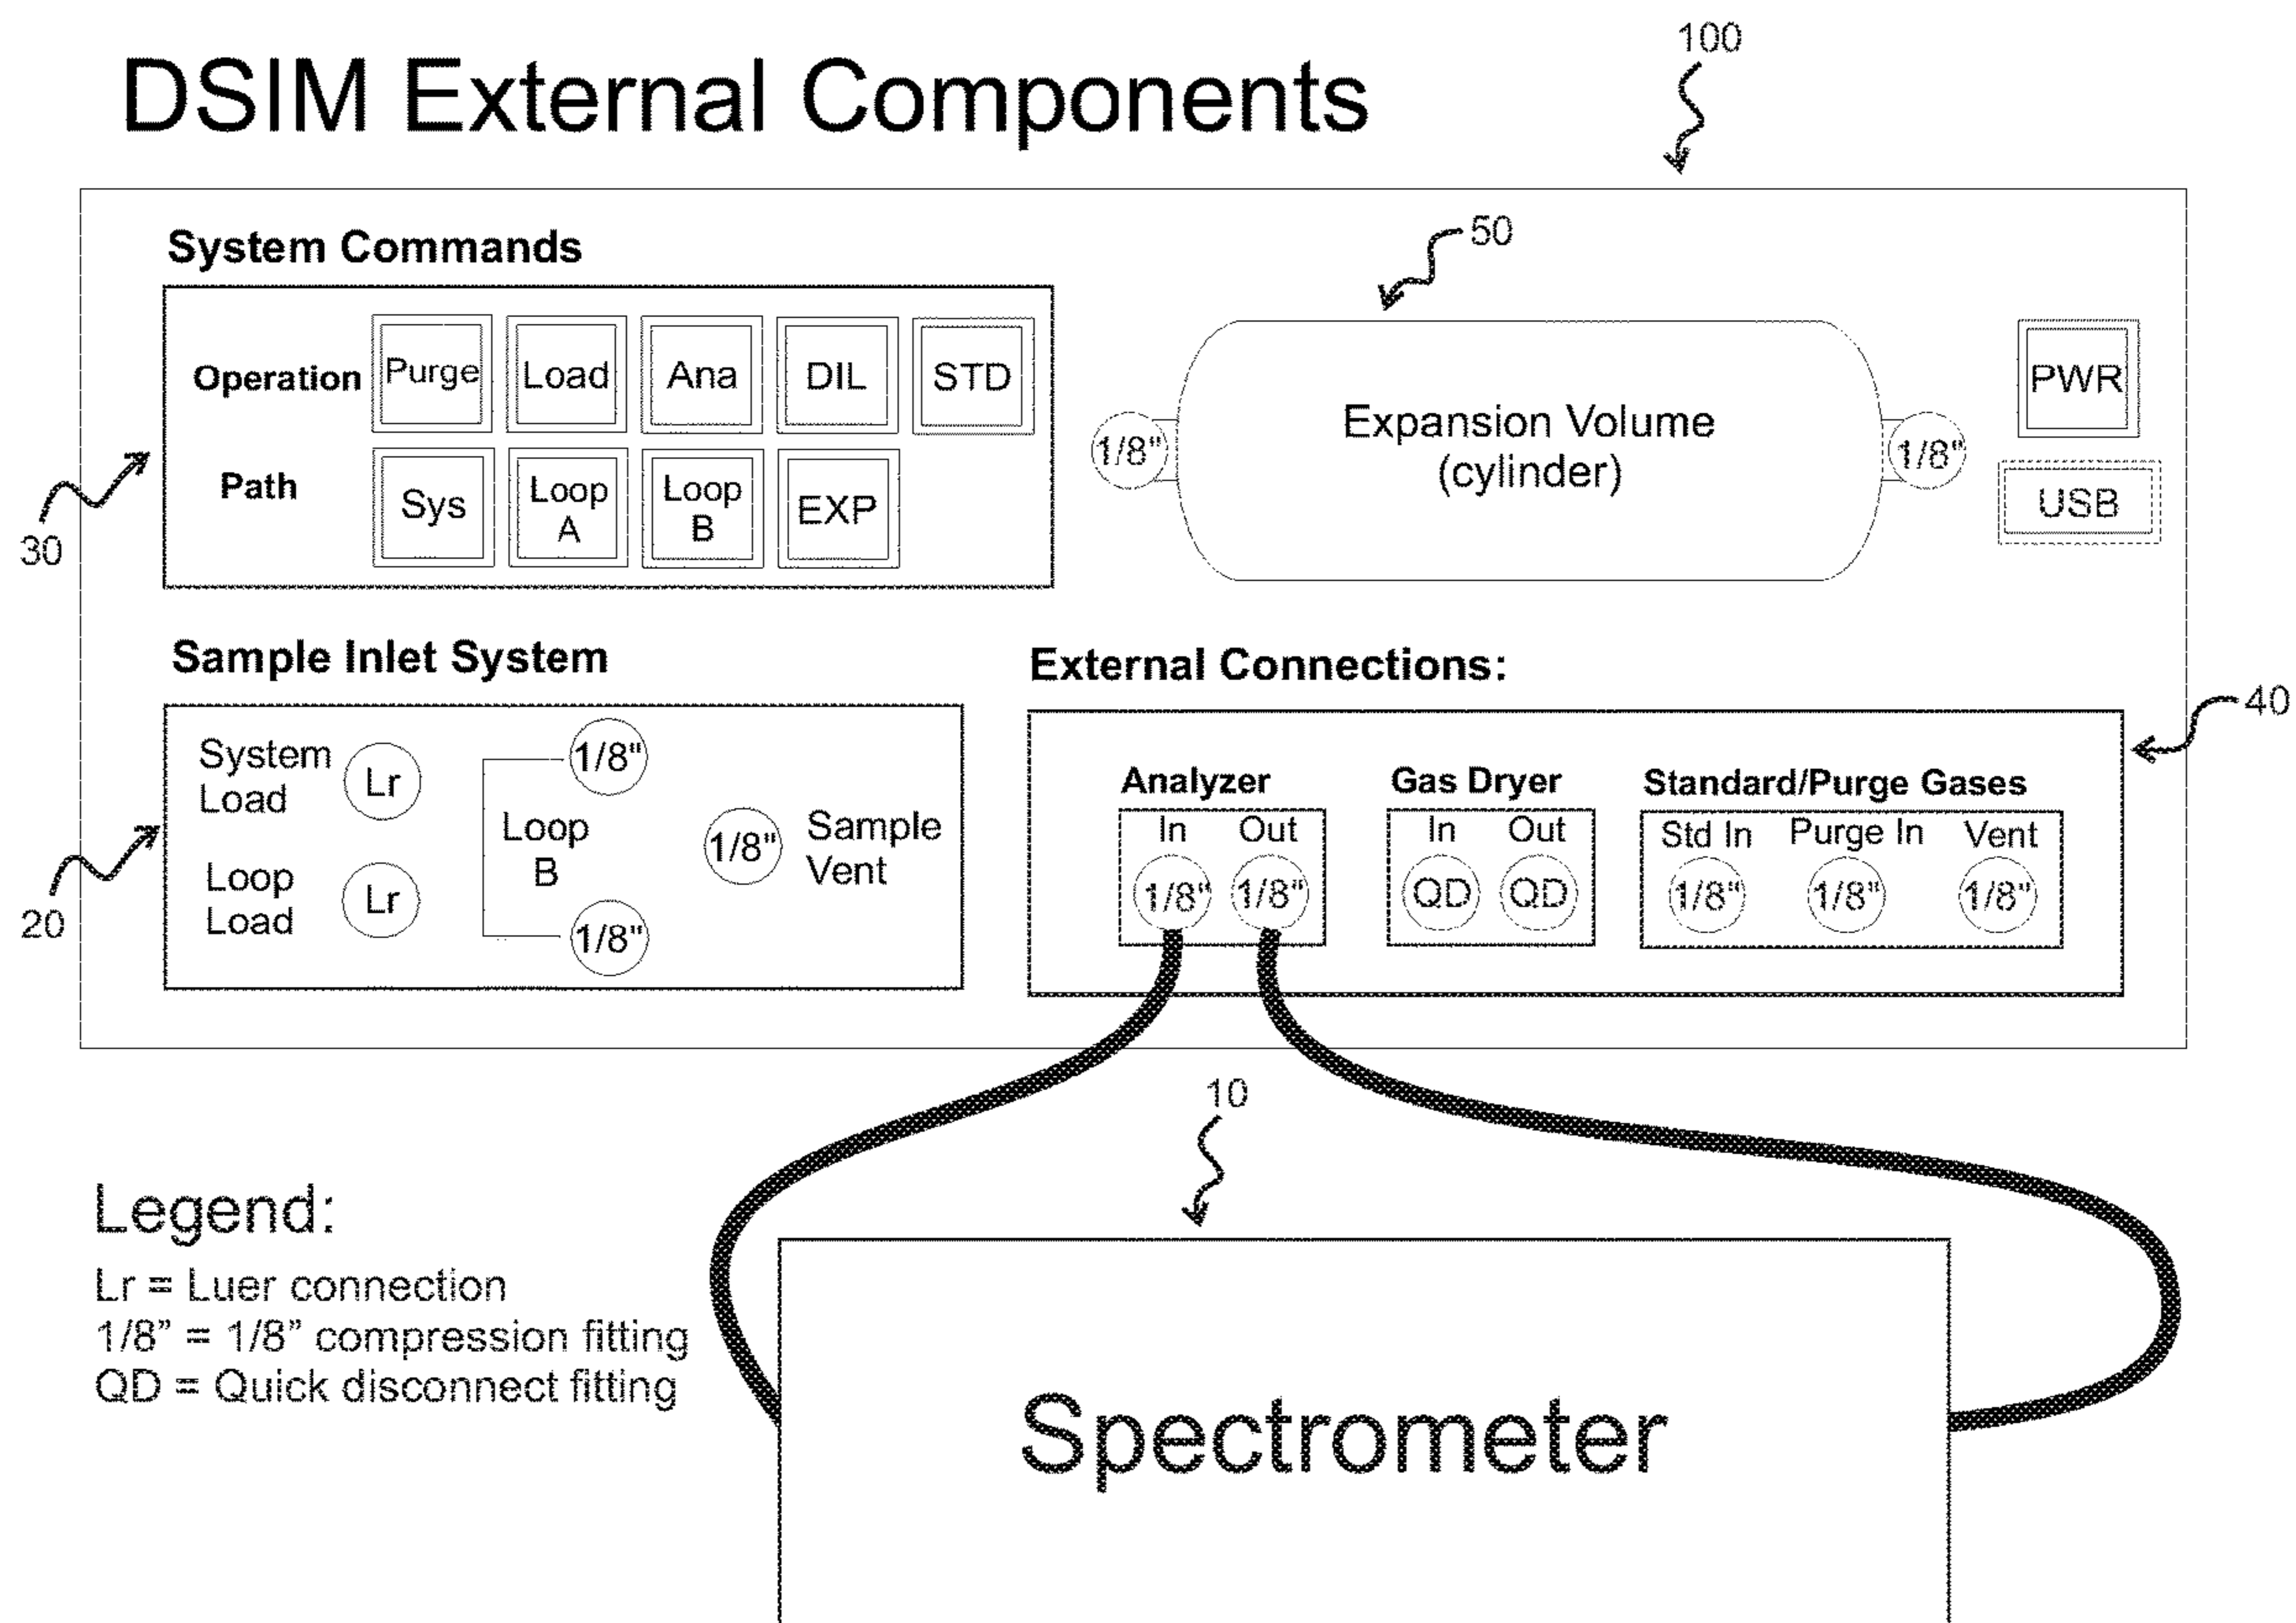 DSIM External Components
100
System Commands
50
Operation Purge Load Ana DIL STD
Path Sys Loop A Loop B EXP
30
1/8" Expansion Volume 1/8"
(cylinder)
PWR
USB
Sample Inlet System
System
Load
Lr
Loop
Load
Lr
1/8"
Loop
B
1/8"
1/8"
Sample
Vent
20
External Connections:
40
Analyzer Gas Dryer Standard/Purge Gases
In Out In Out Std In Purge In Vent
1/8" 1/8" QD QD 1/8" 1/8" 1/8"
10
Legend:
Lr = Luer connection
1/8” = 1/8” compression fitting
QD = Quick disconnect fitting
Spectrometer